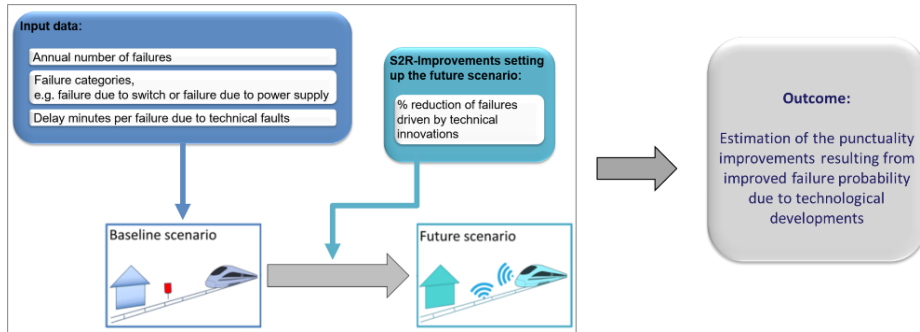 Input data:
Annual number of failures
Failure categories,
e.g. failure due to switch or failure due to power supply
Delay minutes per failure due to technical faults
S2R-Improvements setting
up the future scenario:
% reduction of failures
driven by technical
innovations
Baseline scenario
Future scenario
Outcome:
Estimation of the punctuality
improvements resulting from
improved failure probability
due to technological
developments